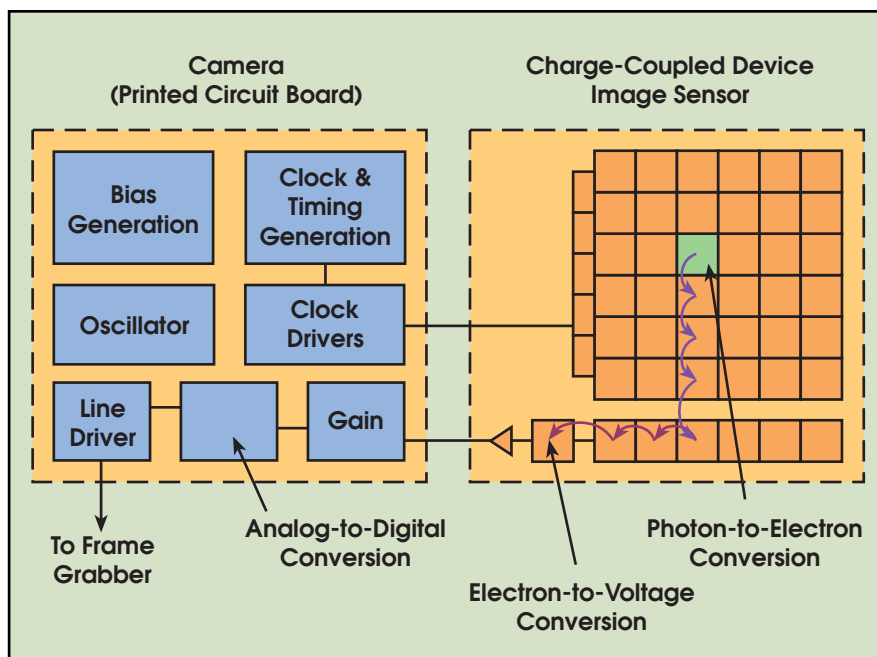 Camera
(Printed Circuit Board)
Charge-Coupled Device
Image Sensor
Bias
Generation
Clock &
Timing
Generation
Oscillator
Clock
Drivers
Line
Driver
Gain
To Frame
Grabber
Analog-to-Digital
Conversion
Electron-to-Voltage
Conversion
Photon-to-Electron
Conversion